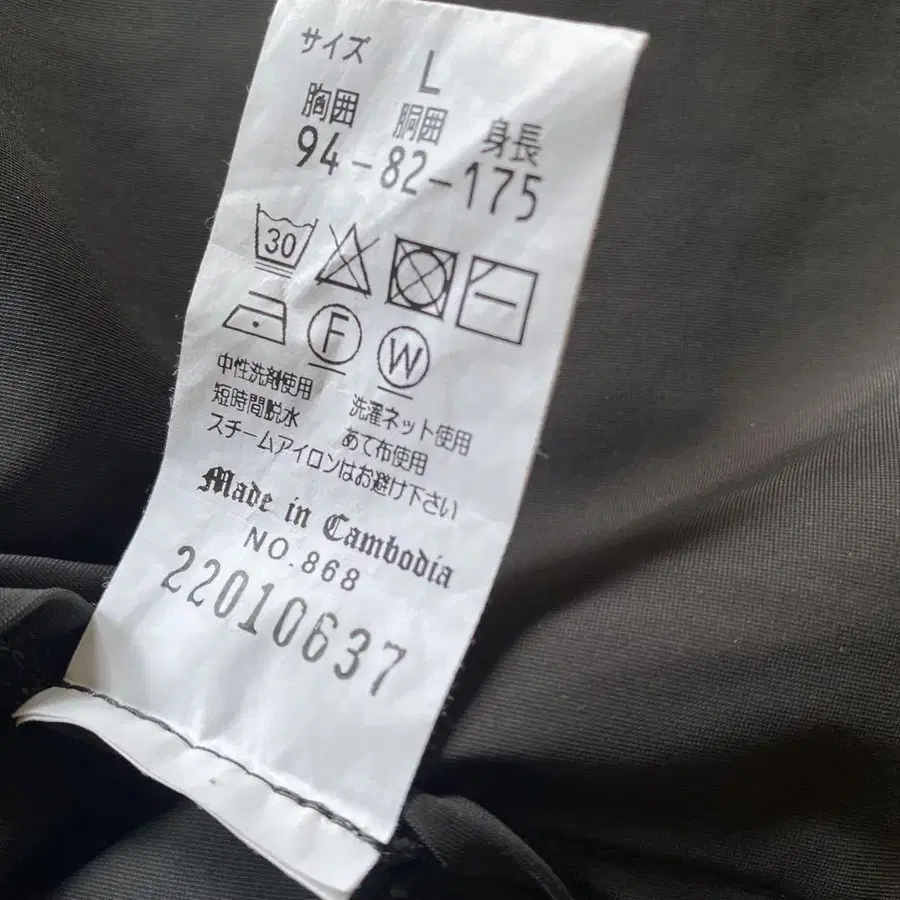 サイズ L
胸囲 胴囲 身長
94-82-175
30
F W
中性洗剤使用
短時間脱水 洗濯ネット使用
あて布使用
スチームアイロンはお避け下さい
Made in Cambodia
NO.868
22010637